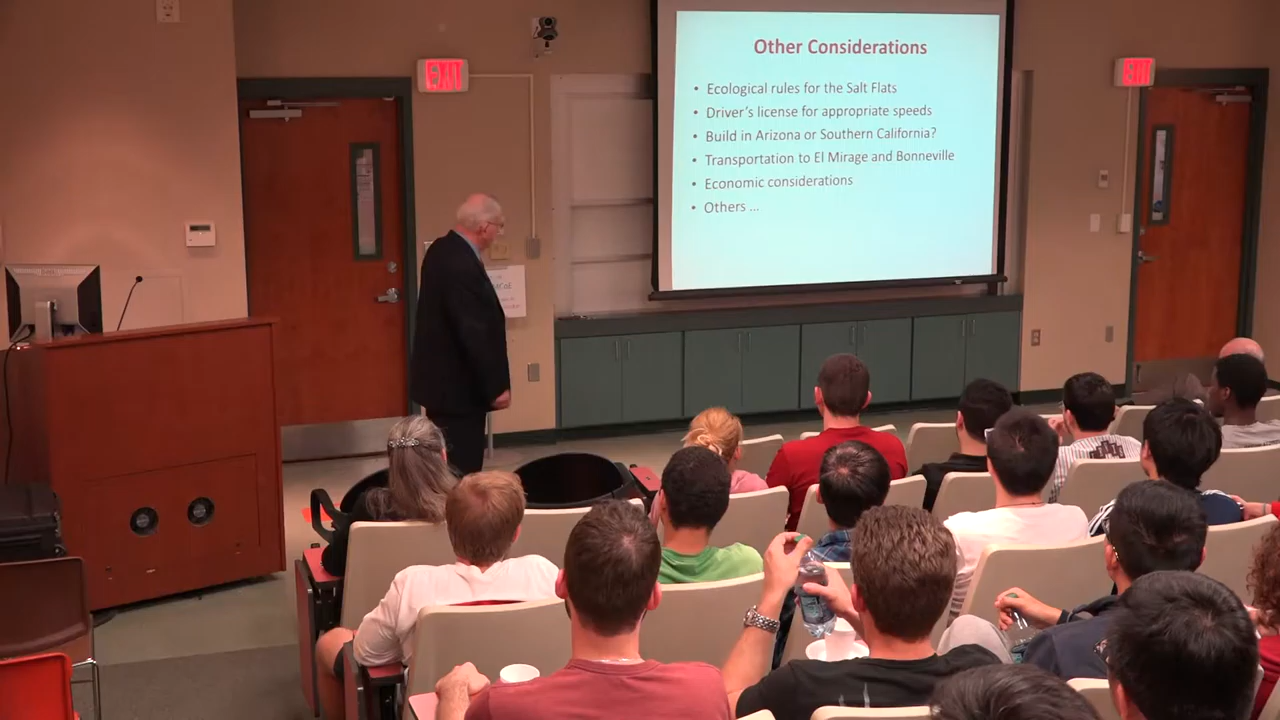 Other Considerations
• Ecological rules for the Salt Flats
• Driver's license for appropriate speeds
• Build in Arizona or Southern California?
• Transportation to El Mirage and Bonneville
• Economic considerations
• Others ...
EXIT
EXIT